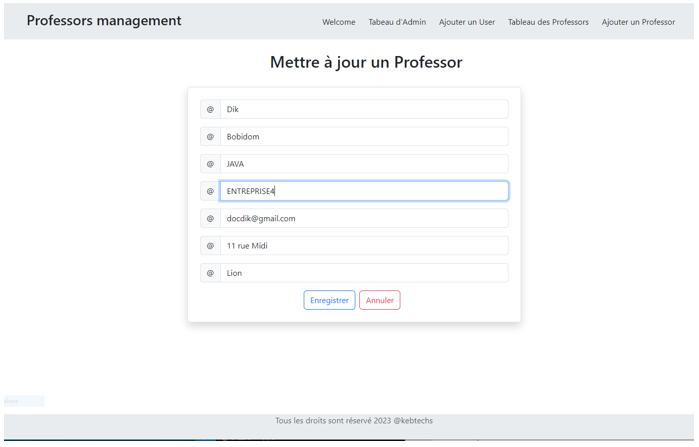 Professors management
Welcome Tabeau d'Admin Ajouter un User Tableau des Professors Ajouter un Professor
Mettre à jour un Professor
@ Dik
@ Bobidom
@ JAVA
@ ENTREPRISE4
@ docdik@gmail.com
@ 11 rue Midi
@ Lion
Enregistrer Annuler
Tous les droits sont réservé 2023 @kebtechs